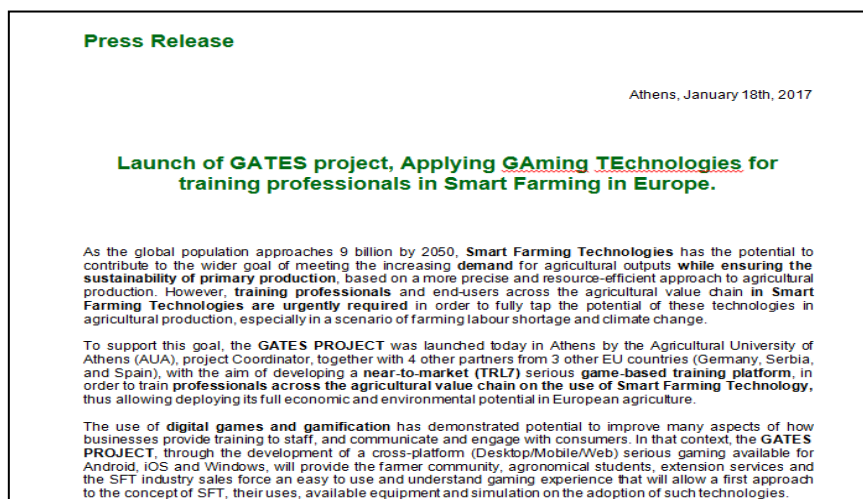 Press Release
Athens, January 18th, 2017
Launch of GATES project, Applying GAming TEchnologies for
training professionals in Smart Farming in Europe.
As the global population approaches 9 billion by 2050, Smart Farming Technologies has the potential to
contribute to the wider goal of meeting the increasing demand for agricultural outputs while ensuring the
sustainability of primary production, based on a more precise and resource-efficient approach to agricultural
production. However, training professionals and end-users across the agricultural value chain in Smart
Farming Technologies are urgently required in order to fully tap the potential of these technologies in
agricultural production, especially in a scenario of farming labour shortage and climate change.
To support this goal, the GATES PROJECT was launched today in Athens by the Agricultural University of
Athens (AUA), project Coordinator, together with 4 other partners from 3 other EU countries (Germany, Serbia,
and Spain), with the aim of developing a near-to-market (TRL7) serious game-based training platform, in
order to train professionals across the agricultural value chain on the use of Smart Farming Technology,
thus allowing deploying its full economic and environmental potential in European agriculture.
The use of digital games and gamification has demonstrated potential to improve many aspects of how
businesses provide training to staff, and communicate and engage with consumers. In that context, the GATES
PROJECT, through the development of a cross-platform (Desktop/Mobile/Web) serious gaming available for
Android, iOS and Windows, will provide the farmer community, agronomical students, extension services and
the SFT industry sales force an easy to use and understand gaming experience that will allow a first approach
to the concept of SFT, their uses, available equipment and simulation on the adoption of such technologies.